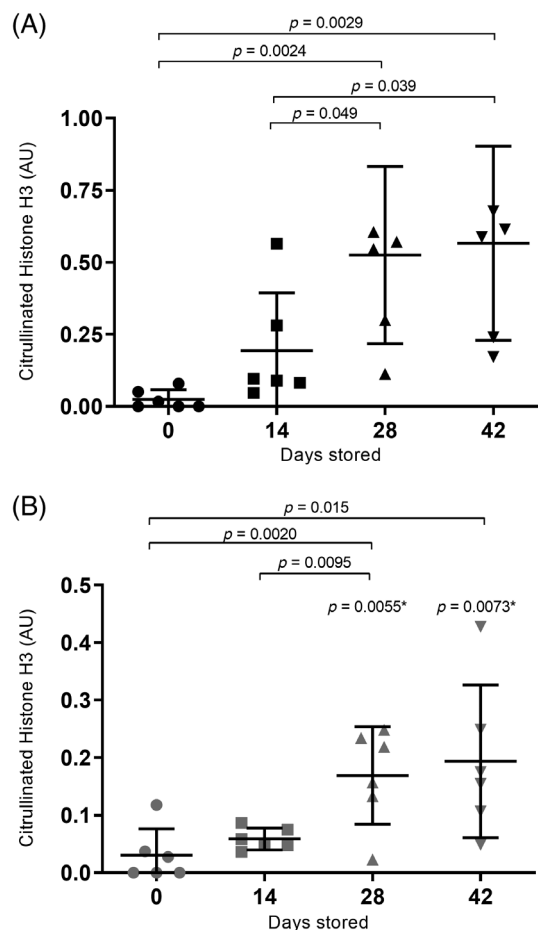 (A)
p = 0.0029
p = 0.0024
p = 0.039
p = 0.049
Citrullinated Histone H3 (AU)
1.00
0.75
0.50
0.25
0.00
0 14 28 42
Days stored
(B)
p = 0.015
p = 0.0020
p = 0.0095
p = 0.0055* p = 0.0073*
Citrullinated Histone H3 (AU)
0.5
0.4
0.3
0.2
0.1
0.0
0 14 28 42
Days stored